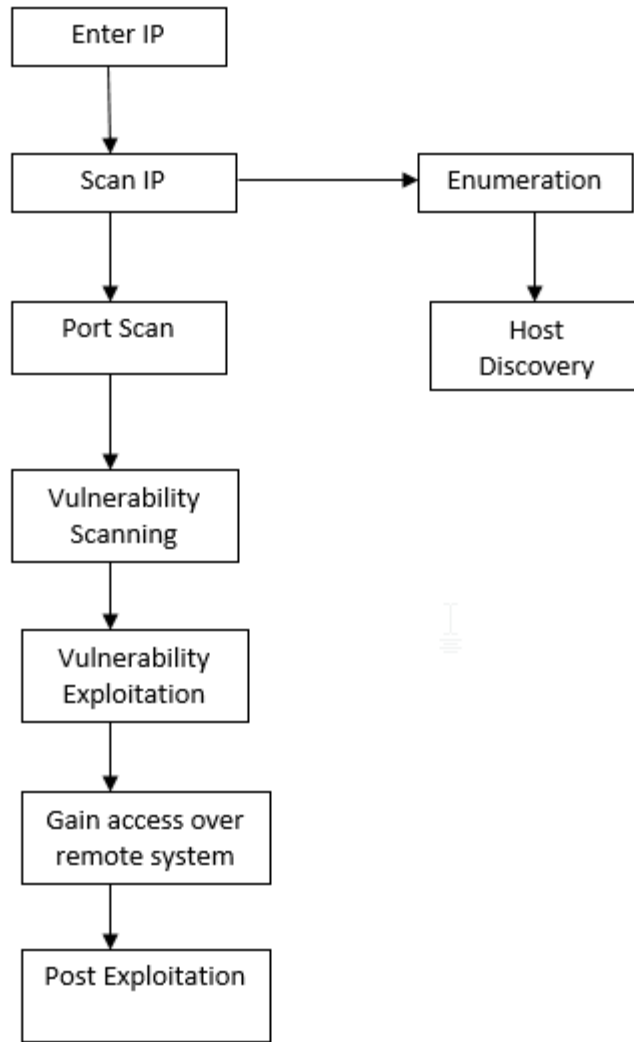 Enter IP
Scan IP
Enumeration
Port Scan
Host
Discovery
Vulnerability
Scanning
Vulnerability
Exploitation
Gain access over
remote system
Post Exploitation